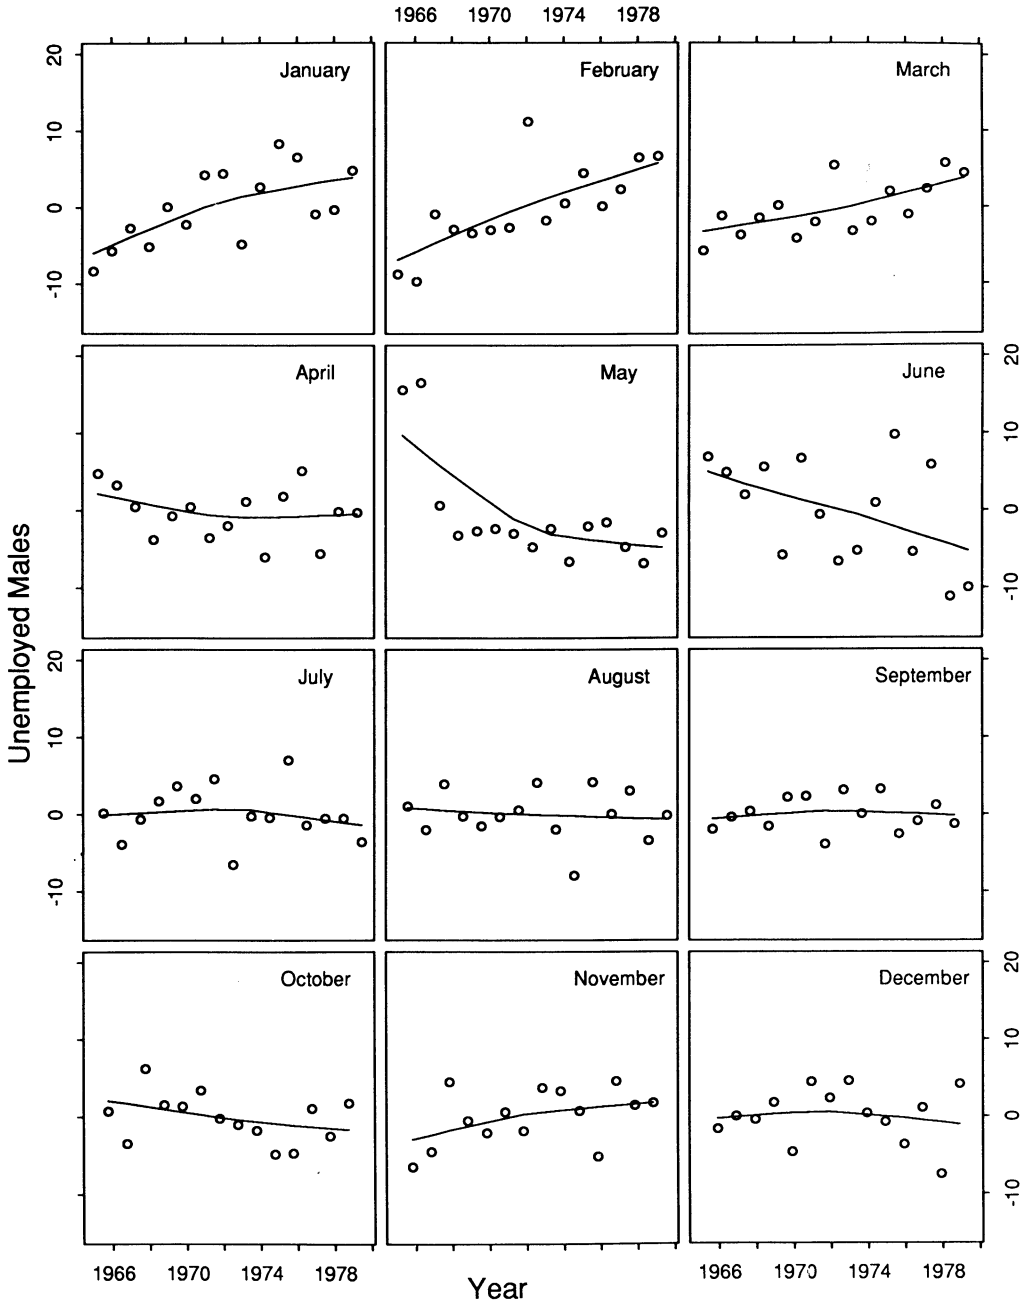 1966 1970 1974 1978
20
10
0
-10
January
February
March
April
May
June
20
10
0
-10
Unemployed Males
20
10
0
-10
July
August
September
October
November
December
20
10
0
-10
1966 1970 1974 1978
1966 1970 1974 1978
Year